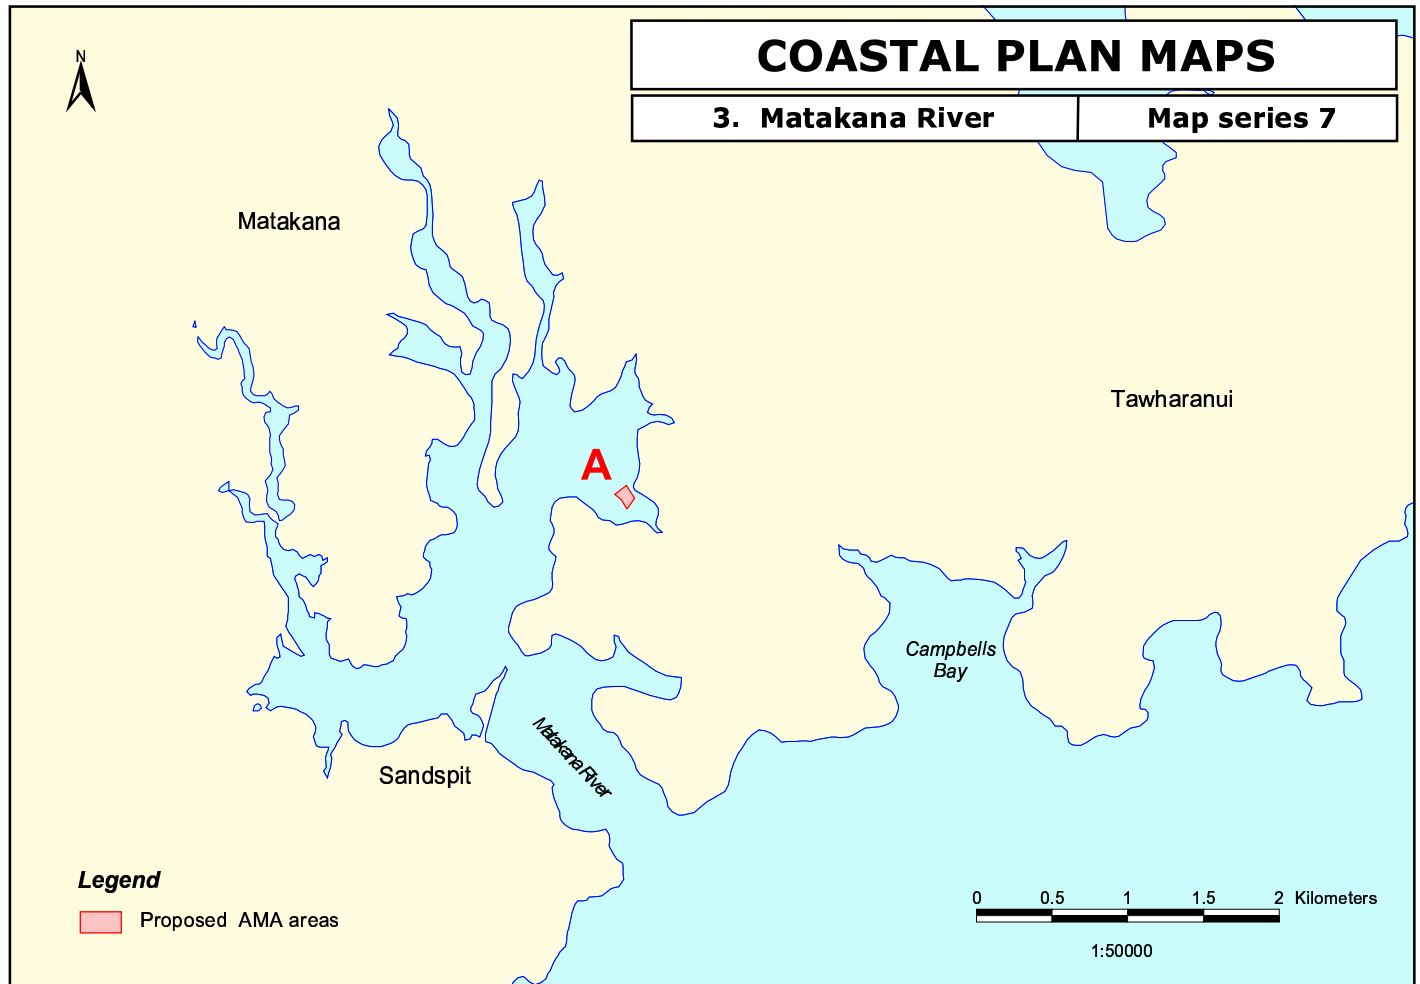 N
COASTAL PLAN MAPS
3. Matakana River
Map series 7
Matakana
Tawharanui
A
Campbells
Bay
Matakana River
Sandspit
Legend
Proposed AMA areas
0 0.5 1 1.5 2 Kilometers
1:50000